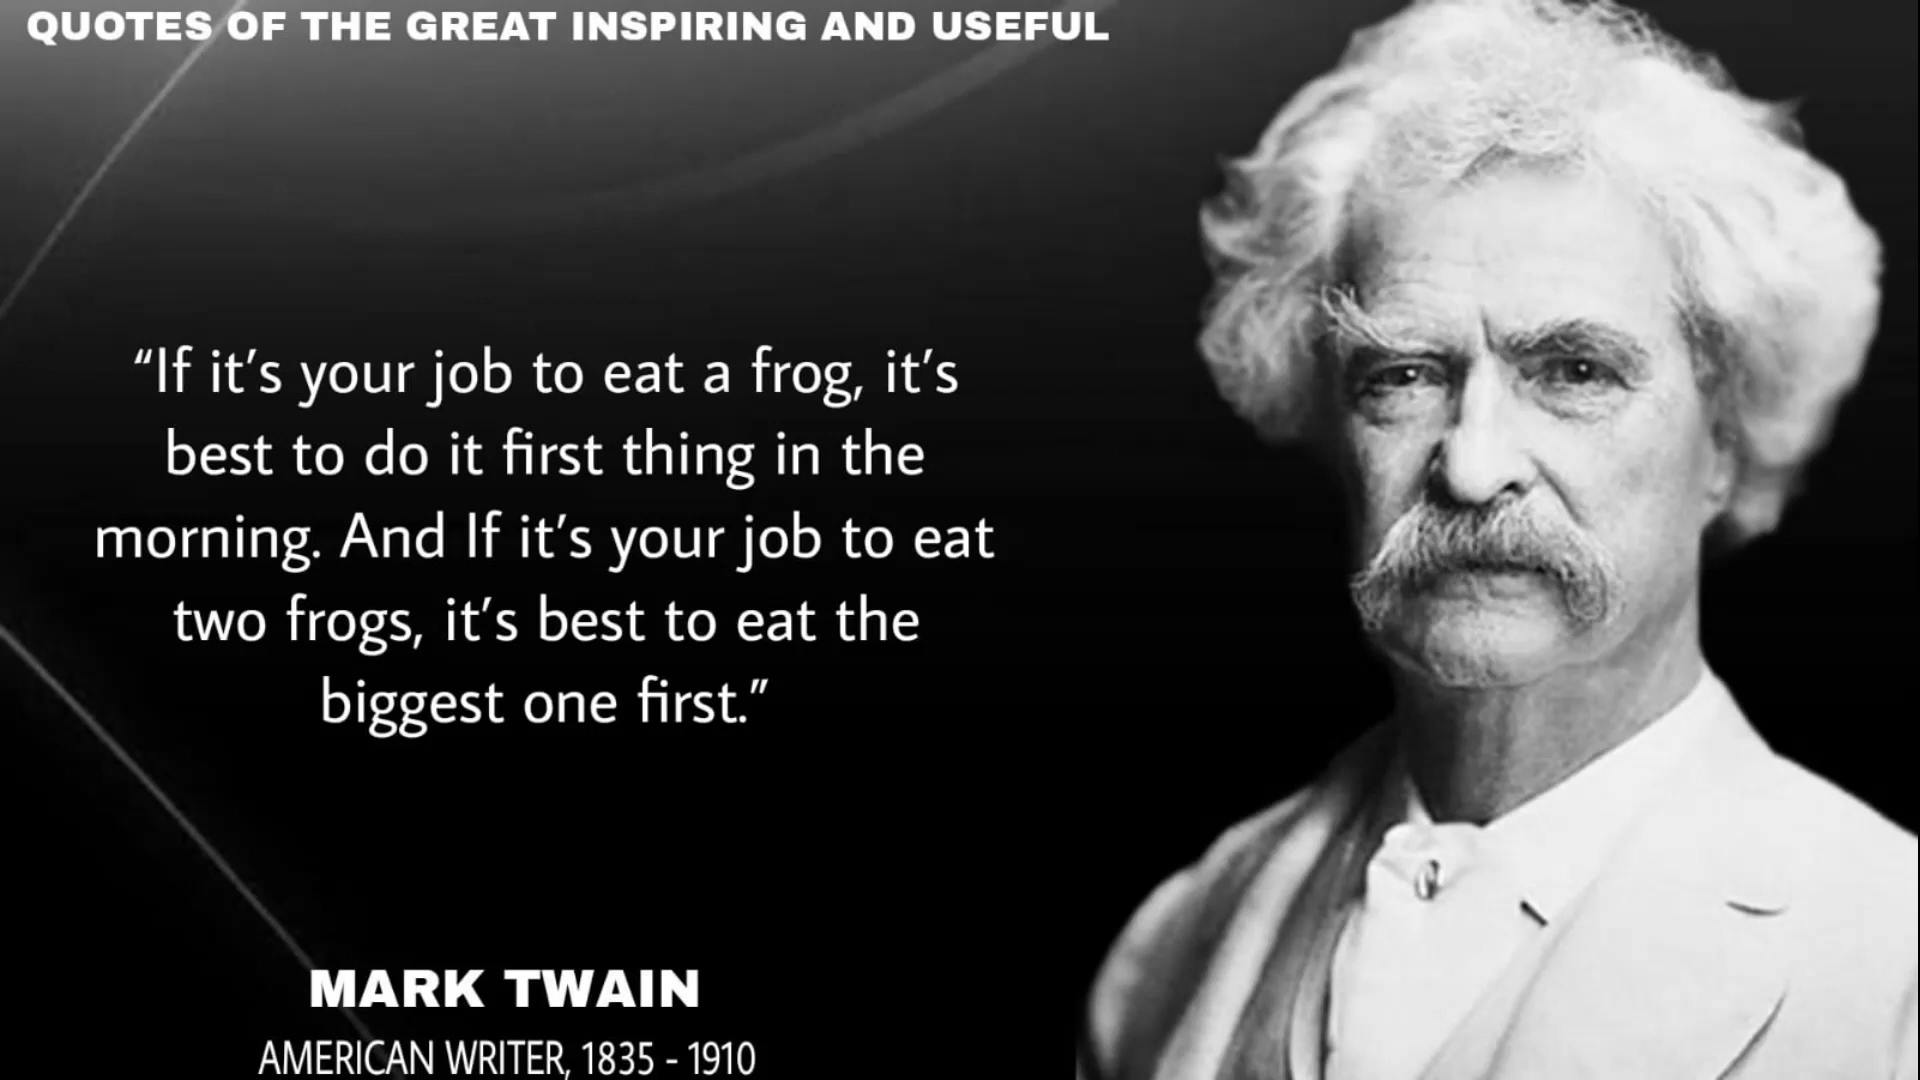 QUOTES OF THE GREAT INSPIRING AND USEFUL
“If it’s your job to eat a frog, it’s
best to do it first thing in the
morning. And If it’s your job to eat
two frogs, it’s best to eat the
biggest one first.”
MARK TWAIN
AMERICAN WRITER, 1835 - 1910